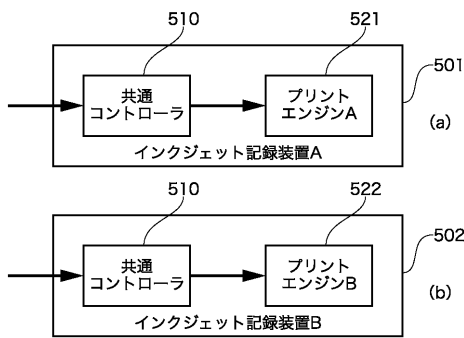 510
521
共通
コントローラ
プリント
エンジンA
インクジェット記録装置A
501
(a)
510
522
共通
コントローラ
プリント
エンジンB
インクジェット記録装置B
502
(b)